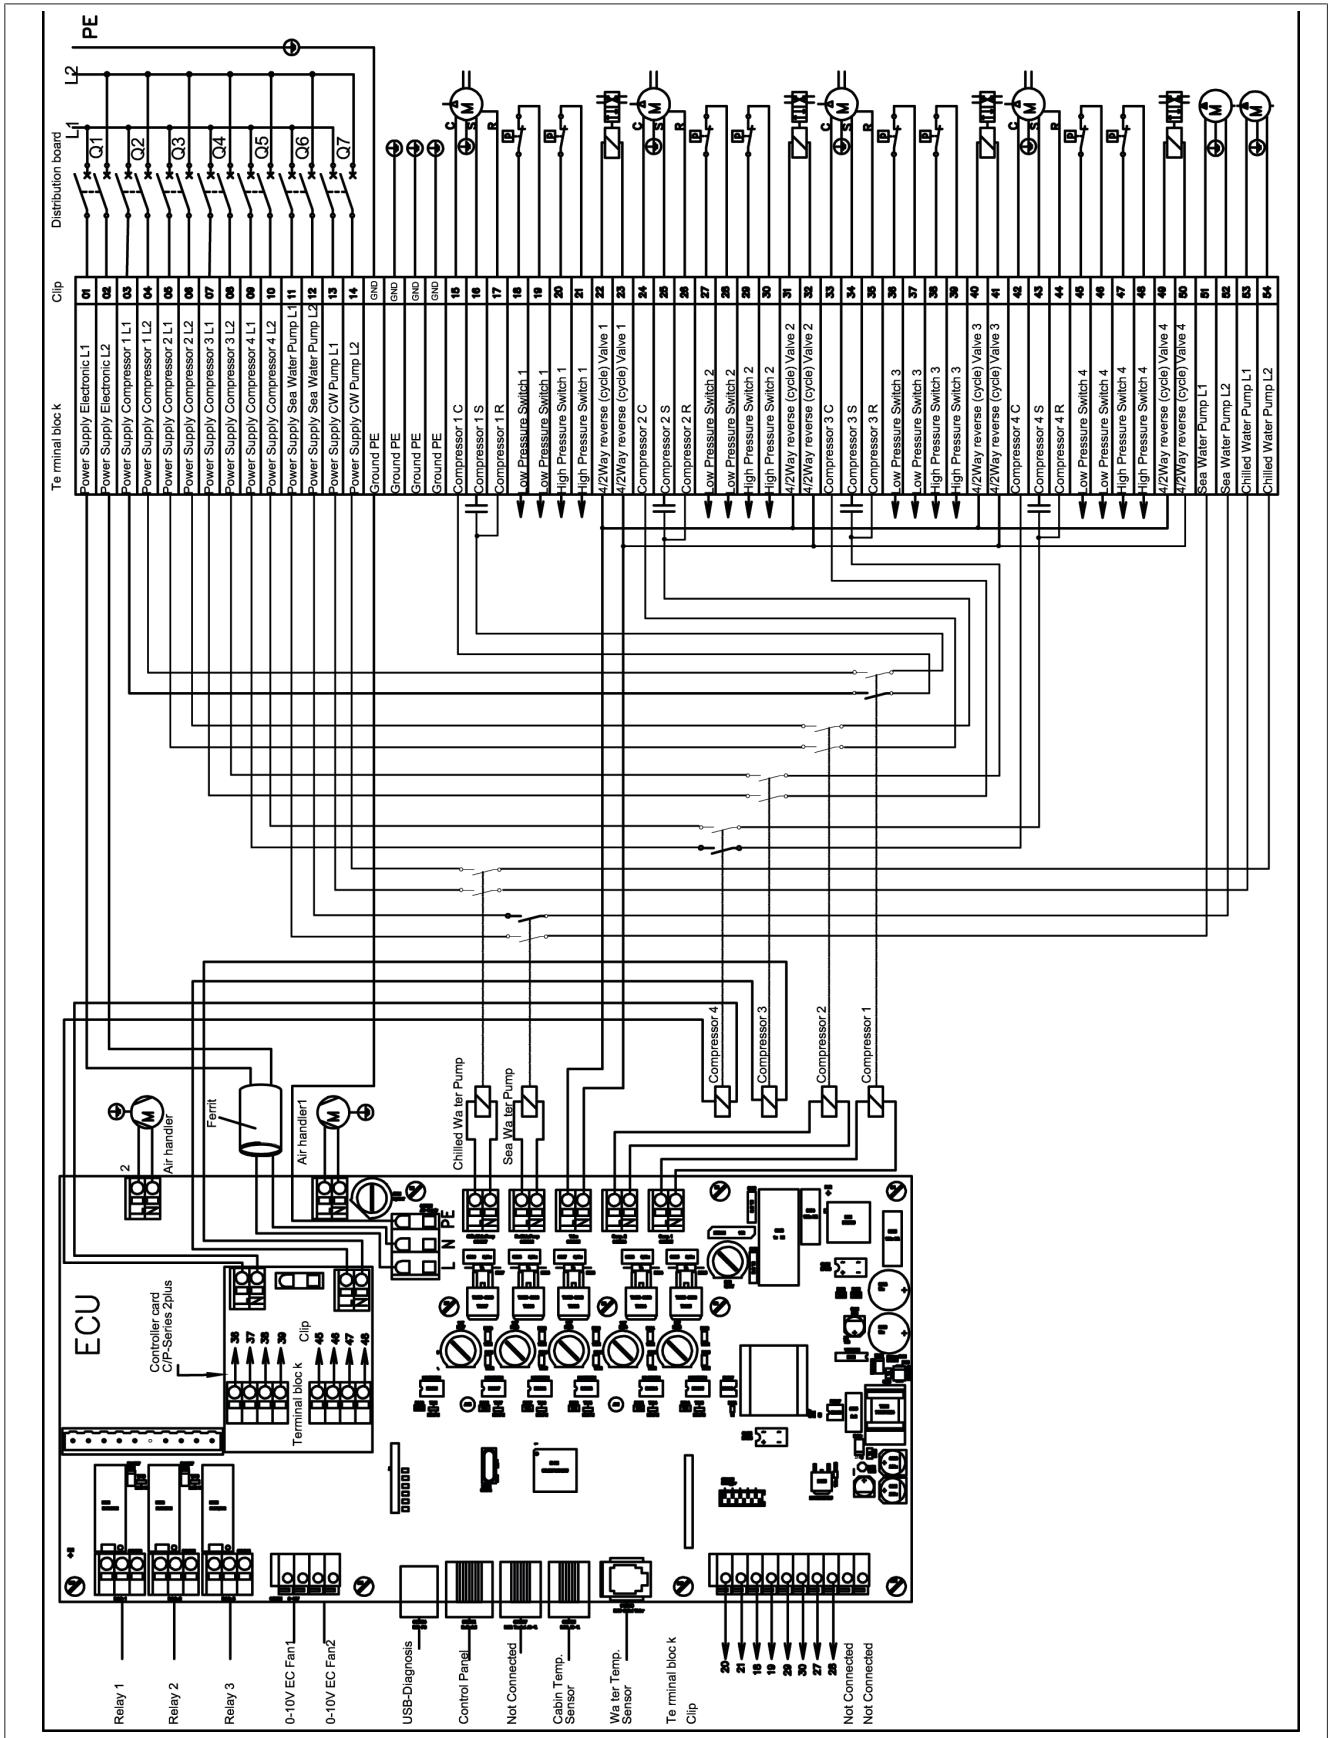 PE
L2
L1
Distribution board
Q1
Q2
Q3
Q4
Q5
Q6
Q7
Clip
01
02
03
04
05
06
07
08
09
10
11
12
13
14
GND
GND
GND
GND
15
16
17
18
19
20
21
22
23
24
25
26
27
28
29
30
31
32
33
34
35
36
37
38
39
40
41
42
43
44
45
46
47
48
49
50
51
52
53
54
C
S
R
M
P
P
C
S
R
M
P
P
C
S
R
M
P
P
C
S
R
M
P
P
M
M
Te rminal bloc k
Power Supply Electronic L1
Power Supply Electronic L2
Power Supply Compressor 1 L1
Power Supply Compressor 1 L2
Power Supply Compressor 2 L1
Power Supply Compressor 2 L2
Power Supply Compressor 3 L1
Power Supply Compressor 3 L2
Power Supply Compressor 4 L1
Power Supply Compressor 4 L2
Power Supply Sea Water Pump L1
Power Supply Sea Water Pump L2
Power Supply CW Pump L1
Power Supply CW Pump L2
Ground PE
Ground PE
Ground PE
Ground PE
Compressor 1 C
Compressor 1 S
Compressor 1 R
Low Pressure Switch 1
Low Pressure Switch 1
High Pressure Switch 1
High Pressure Switch 1
4/2Way reverse (cycle) Valve 1
4/2Way reverse (cycle) Valve 1
Compressor 2 C
Compressor 2 S
Compressor 2 R
Low Pressure Switch 2
Low Pressure Switch 2
High Pressure Switch 2
High Pressure Switch 2
4/2Way reverse (cycle) Valve 2
4/2Way reverse (cycle) Valve 2
Compressor 3 C
Compressor 3 S
Compressor 3 R
Low Pressure Switch 3
Low Pressure Switch 3
High Pressure Switch 3
High Pressure Switch 3
4/2Way reverse (cycle) Valve 3
4/2Way reverse (cycle) Valve 3
Compressor 4 C
Compressor 4 S
Compressor 4 R
Low Pressure Switch 4
Low Pressure Switch 4
High Pressure Switch 4
High Pressure Switch 4
4/2Way reverse (cycle) Valve 4
4/2Way reverse (cycle) Valve 4
Sea Water Pump L1
Sea Water Pump L2
Chilled Water Pump L1
Chilled Water Pump L2
Compressor 4
Compressor 3
Compressor 2
Compressor 1
Chilled Wa ter Pump
Sea Wa ter Pump
2
Air handler
M
Ferrit
Air handler1
M
L N PE
ECU
Controller card
C/P-Series 2plus
36
37
38
39
Clip
45
46
47
48
Terminal bloc k
N
N
N
N
N
N
N
Relay 1
Relay 2
Relay 3
0-10V EC Fan1
0-10V EC Fan2
USB-Diagnosis
Control Panel
Not Connected
Cabin Temp.
Sensor
Wa ter Temp.
Sensor
Te rminal bloc k
Clip
20
21
18
19
29
30
27
28
Not Connected
Not Connected